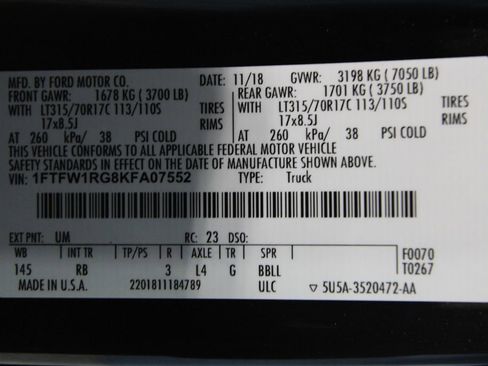 MFD. BY FORD MOTOR CO. DATE: 11/18 GVWR: 3198 KG ( 7050 LB)
FRONT GAWR: 1678 KG ( 3700 LB) REAR GAWR: 1701 KG ( 3750 LB)
WITH LT315/70R17C 113/110S TIRES WITH LT315/70R17C 113/110S TIRES
17x8.5J RIMS 17x8.5J RIMS
AT 260 kPa/ 38 PSI COLD AT 260 kPa/ 38 PSI COLD
THIS VEHICLE CONFORMS TO ALL APPLICABLE FEDERAL MOTOR VEHICLE
SAFETY STANDARDS IN EFFECT ON THE DATE OF MANUFACTURE SHOWN ABOVE.
VIN: 1FTFW1RG8KFA07552 TYPE: Truck
EXT PNT: UM RC: 23 DSO:
WB INT TR TP/PS R AXLE TR SPR F0070
145 RB 3 L4 G BBLL T0267
MADE IN U.S.A. 2201811184789 ULC ▽ 5U5A-3520472-AA